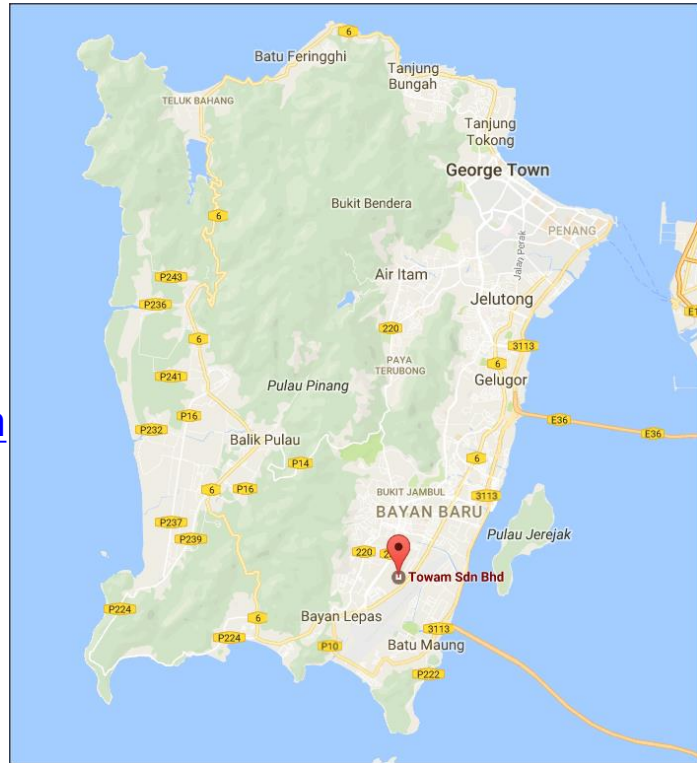 6
Batu Feringghi
Tanjung
Bungah
TELUK BAHANG
Tanjung
Tokong
George Town
Bukit Bendera
6
PENANG
Jalan Perak
Air Itam
P243
P236
Jelutong
E1
220
6
3113
PAYA
TERUBONG
6
P241
Gelugor
Pulau Pinang
P16
E36
E36
P232
Balik Pulau
n
P14
6
6
P16
BUKIT JAMBUL
3113
BAYAN BARU
P237
Pulau Jerejak
P239
220
Towam Sdn Bhd
P224
6
Bayan Lepas
P224
3113
P10
Batu Maung
P222